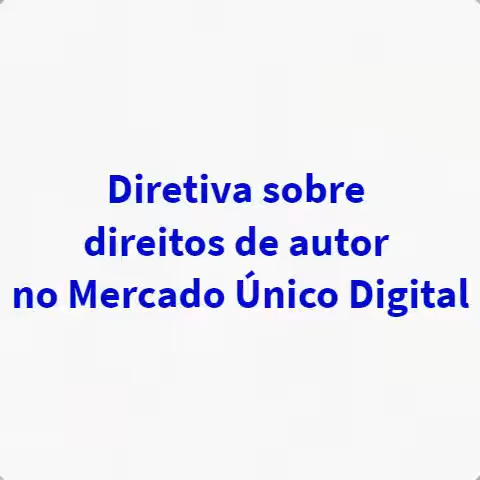 Diretiva sobre
direitos de autor
no Mercado Único Digital